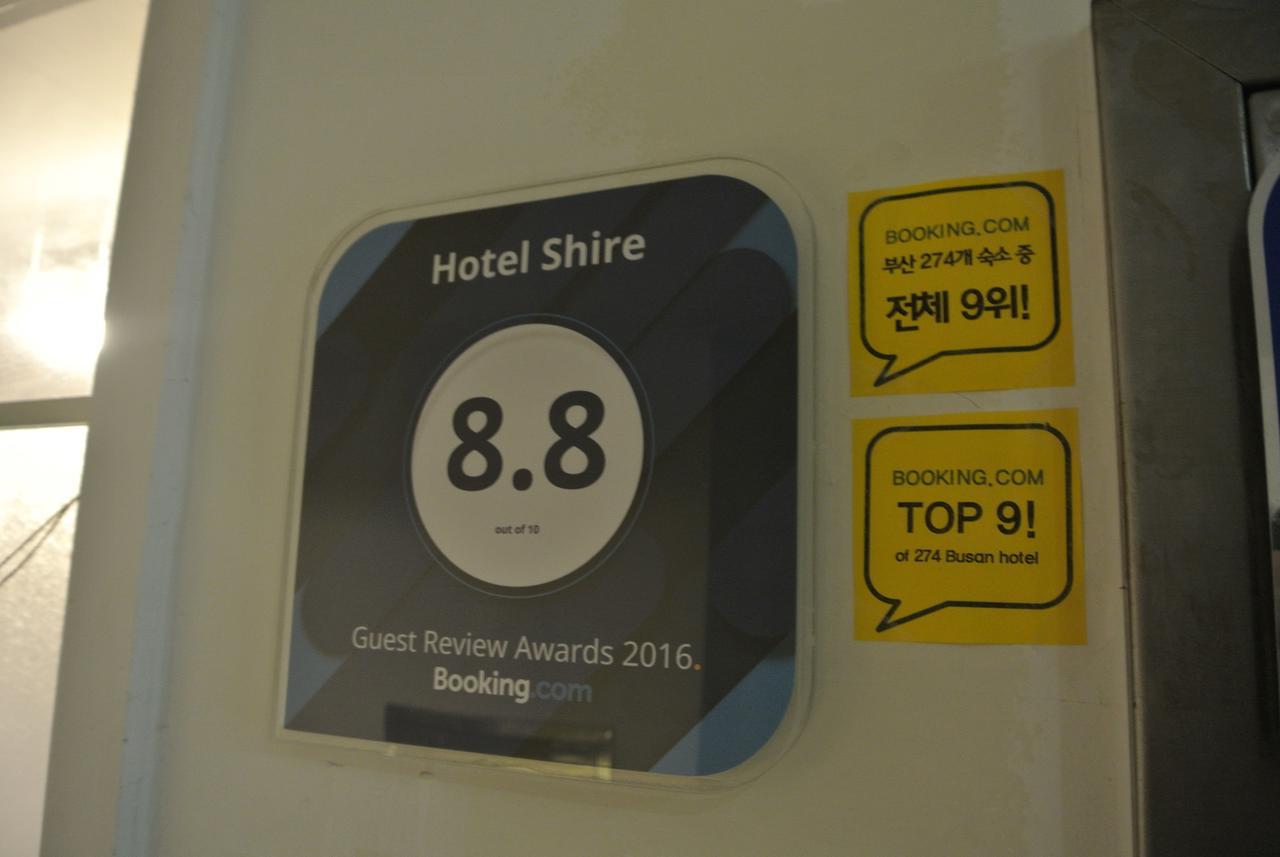 Hotel Shire
8.8
out of 10
Guest Review Awards 2016.
Booking.com
BOOKING.COM
부산 274개 숙소 중
전체 9위!
BOOKING.COM
TOP 9!
of 274 Busan hotel